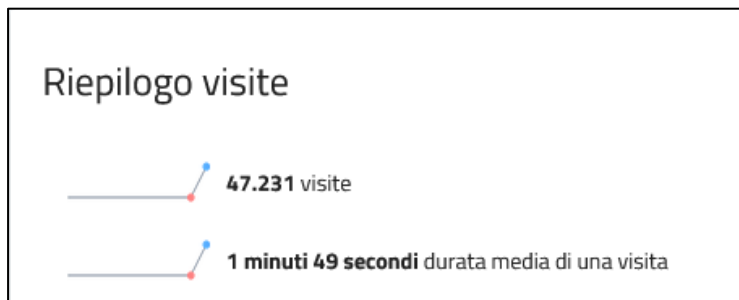 Riepilogo visite
47.231 visite
1 minuti 49 secondi durata media di una visita